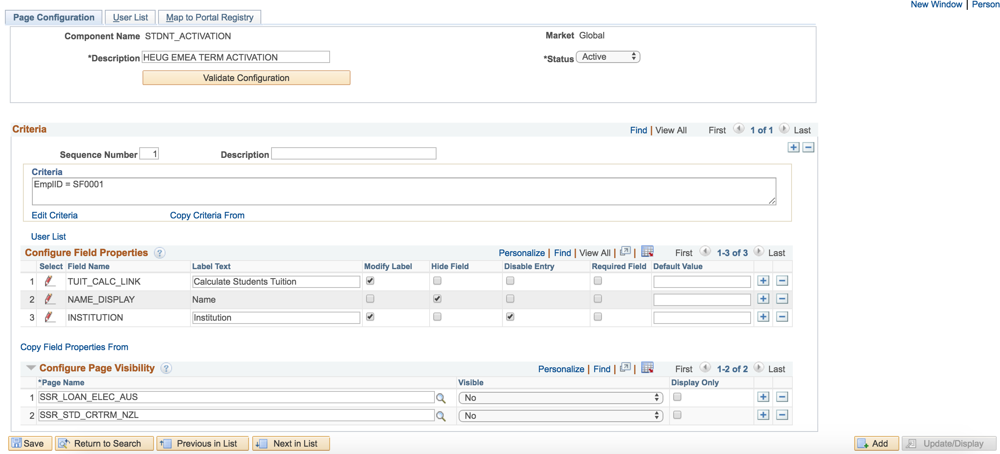 New Window | Person
Page Configuration User List Map to Portal Registry
Component Name STDNT_ACTIVATION Market Global
*Description HEUG EMEA TERM ACTIVATION *Status Active
Validate Configuration
Criteria Find | View All First 1 of 1 Last
Sequence Number 1 Description
Criteria
EmplID = SF0001
Edit Criteria Copy Criteria From
User List
Configure Field Properties ? Personalize | Find | View All | | First 1-3 of 3 Last
Select Field Name Label Text Modify Label Hide Field Disable Entry Required Field Default Value
1 TUIT_CALC_LINK Calculate Students Tuition
2 NAME_DISPLAY Name
3 INSTITUTION Institution
Copy Field Properties From
Configure Page Visibility ? Personalize | Find | | First 1-2 of 2 Last
*Page Name Visible Display Only
1 SSR_LOAN_ELEC_AUS No
2 SSR_STD_CRTRM_NZL No
Save Return to Search Previous in List Next in List Add Update/Display